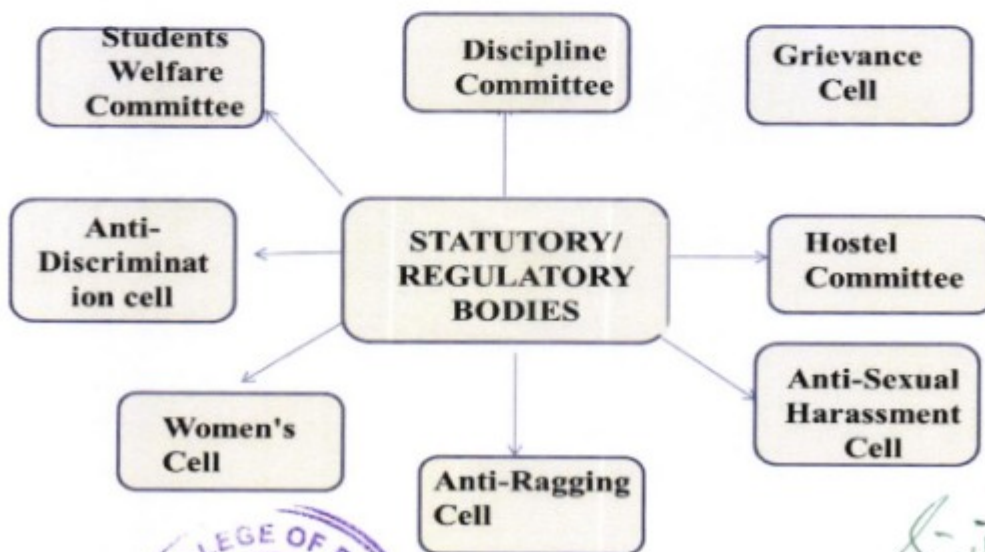 Students
Welfare
Committee
Discipline
Committee
Grievance
Cell
Anti-
Discriminat
ion cell
STATUTORY/
REGULATORY
BODIES
Hostel
Committee
Women's
Cell
Anti-Ragging
Cell
Anti-Sexual
Harassment
Cell
LEGE OF